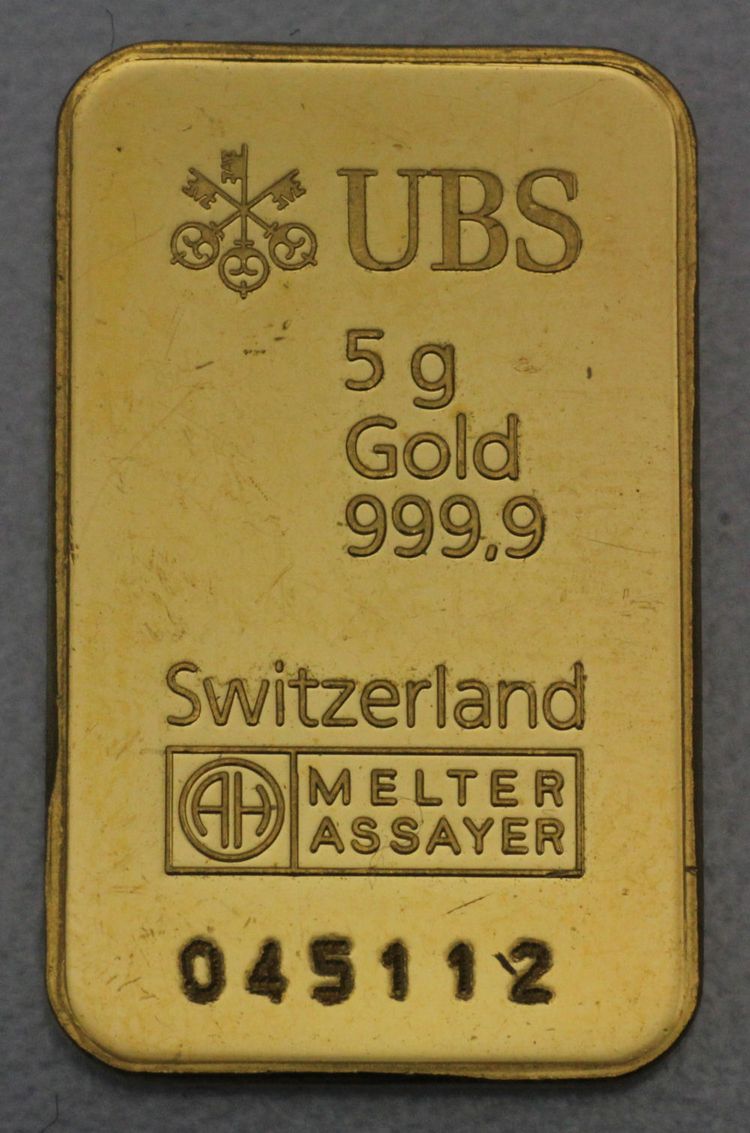 UBS
5 g
Gold
999,9
Switzerland
AH
MELTER
ASSAYER
045112